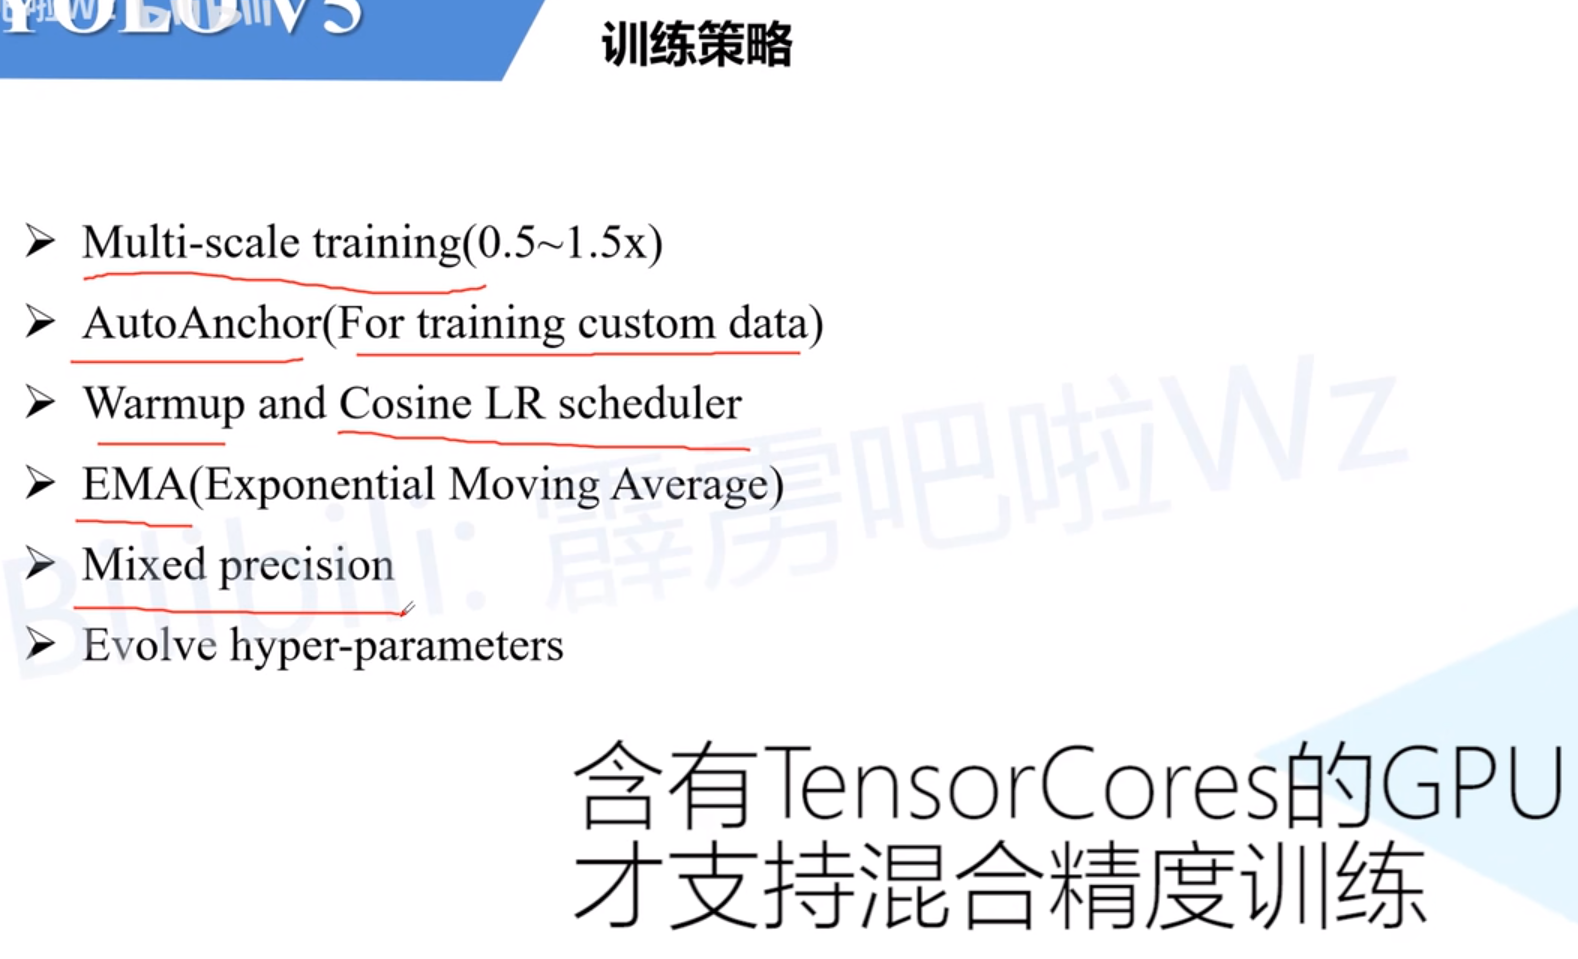 YOLO V5
训练策略
Multi-scale training(0.5~1.5x)
AutoAnchor(For training custom data)
Warmup and Cosine LR scheduler
EMA(Exponential Moving Average)
Mixed precision
Evolve hyper-parameters
Bilibili: 霹雳吧啦Wz
含有TensorCores的GPU
才支持混合精度训练